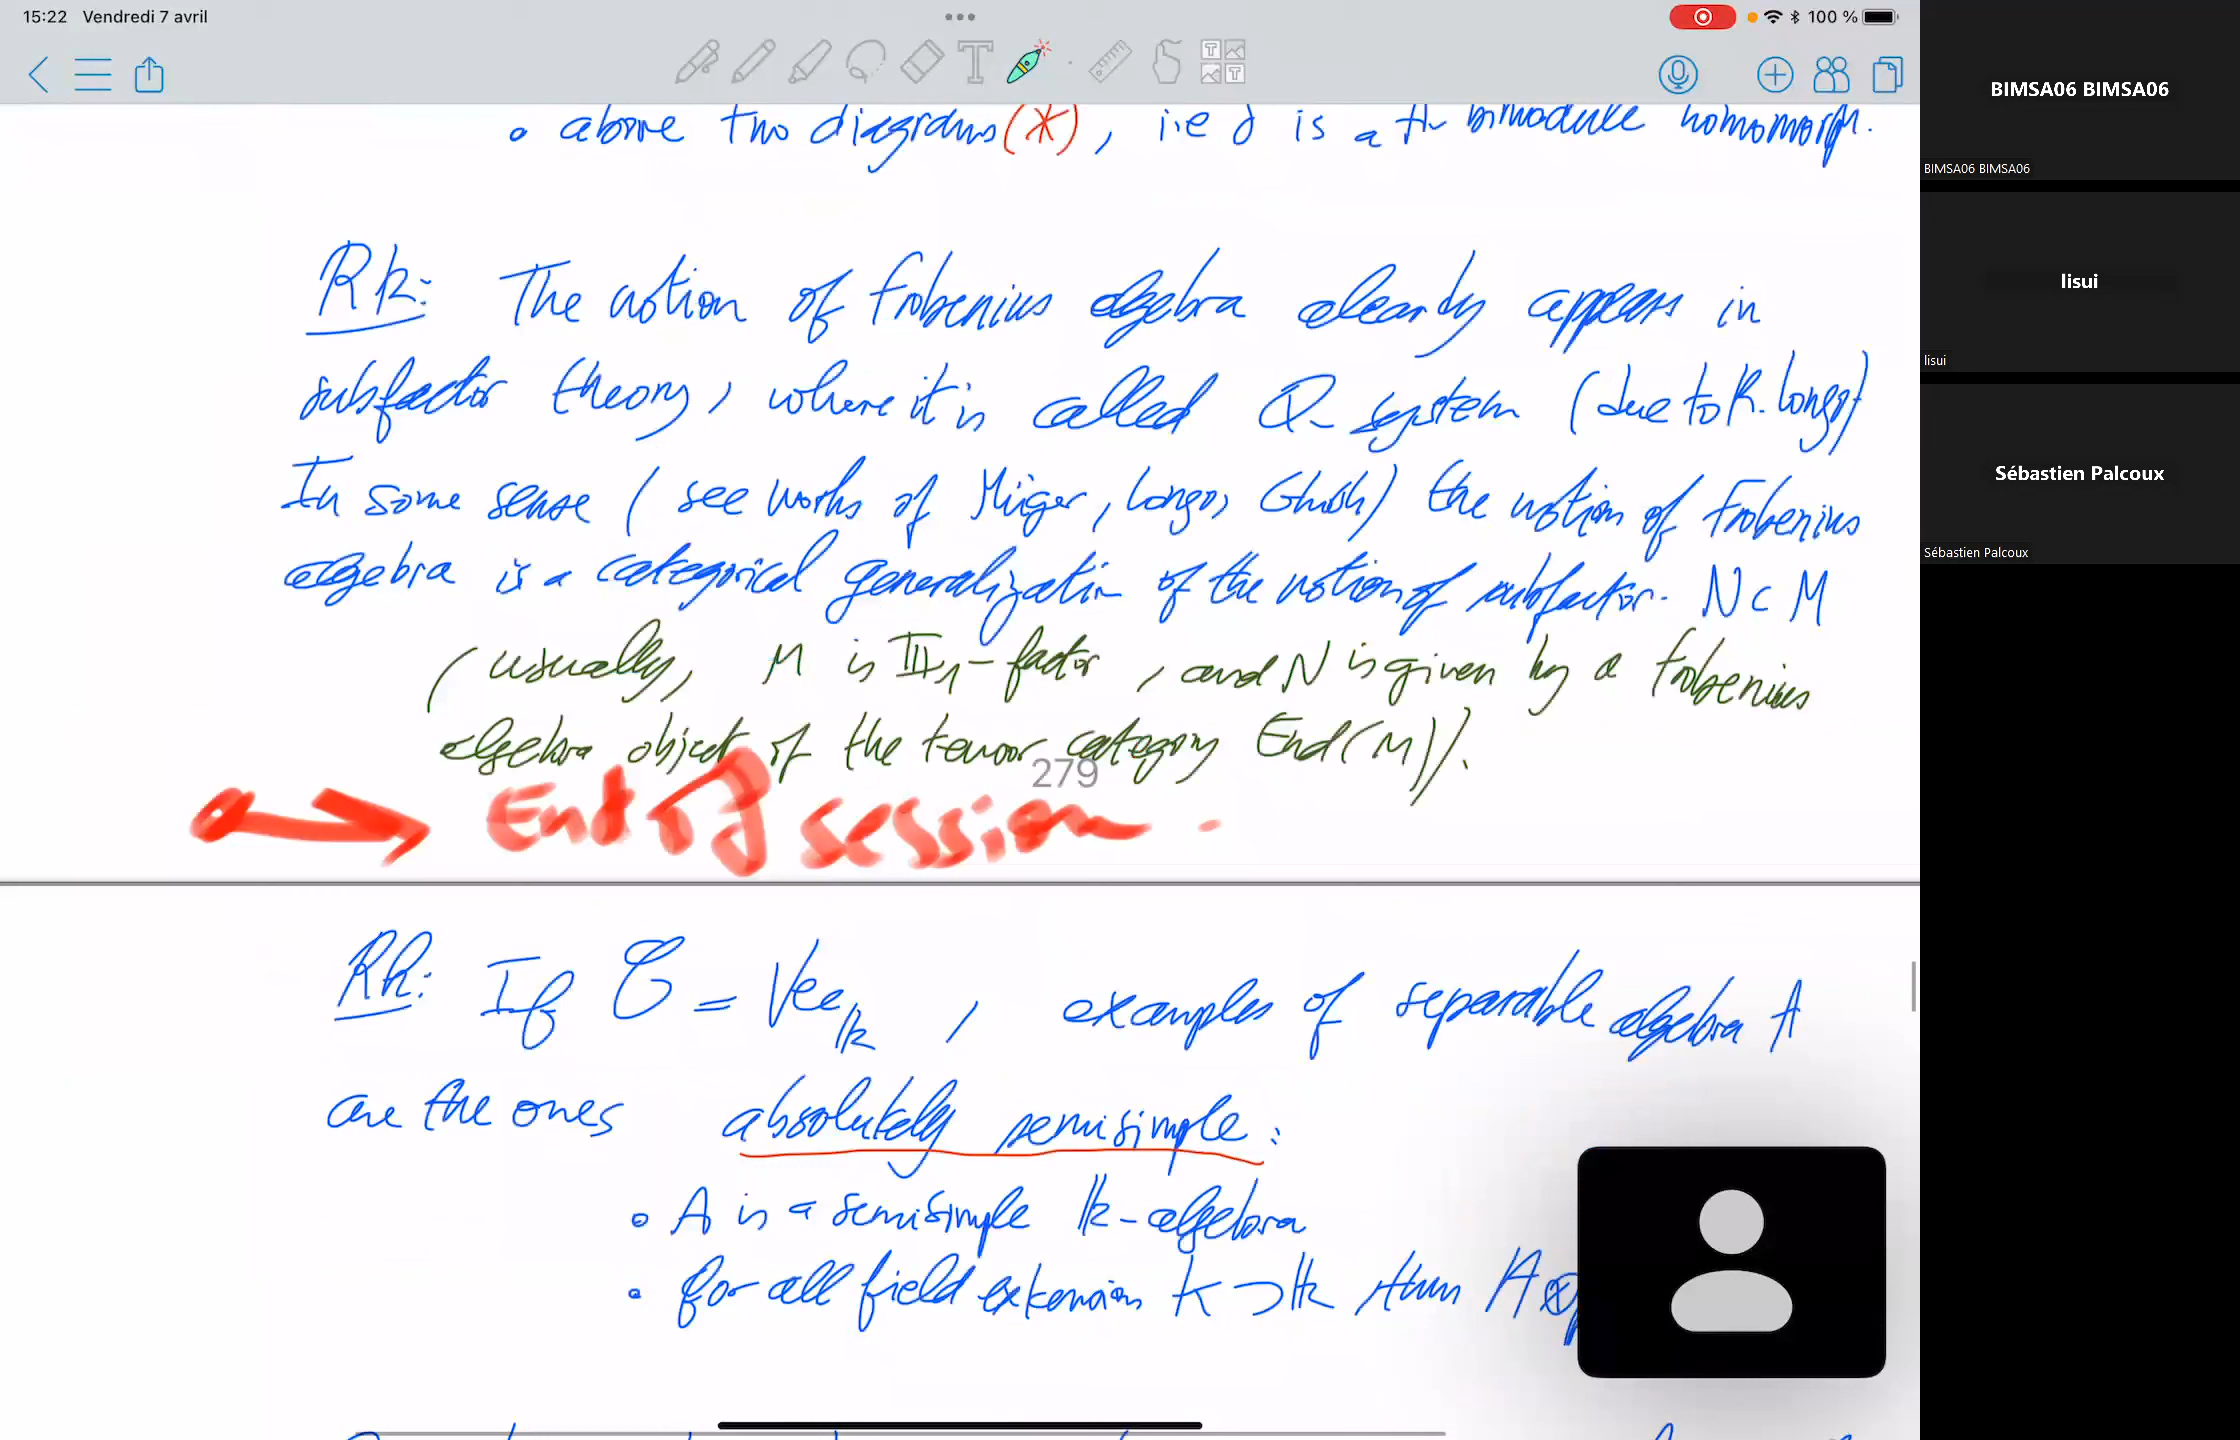 15:22 Vendredi 7 avril
100 %
• above two diagrams (*), i.e δ is a A- bimodule homomorph.
Rk: The notion of Frobenius algebra clearly appears in
subfactor theory, where it is called Q-system (due to R. Longo)
In some sense (see works of Müger, Longo, Ghosh) the notion of Frobenius
algebra is a categorical generalization of the notion of subfactor. N⊂M
(usually, M is III₁-factor, and N is given by a Frobenius
algebra object of the tensor category End(M)).
279
End of session.
Rk: If C = Vec_k, examples of separable algebra A
are the ones absolutely semisimple:
• A is a semisimple k-algebra
• for all field extension K ⊃ k then A⊗
BIMSA06 BIMSA06
BIMSA06 BIMSA06
lisui
lisui
Sébastien Palcoux
Sébastien Palcoux